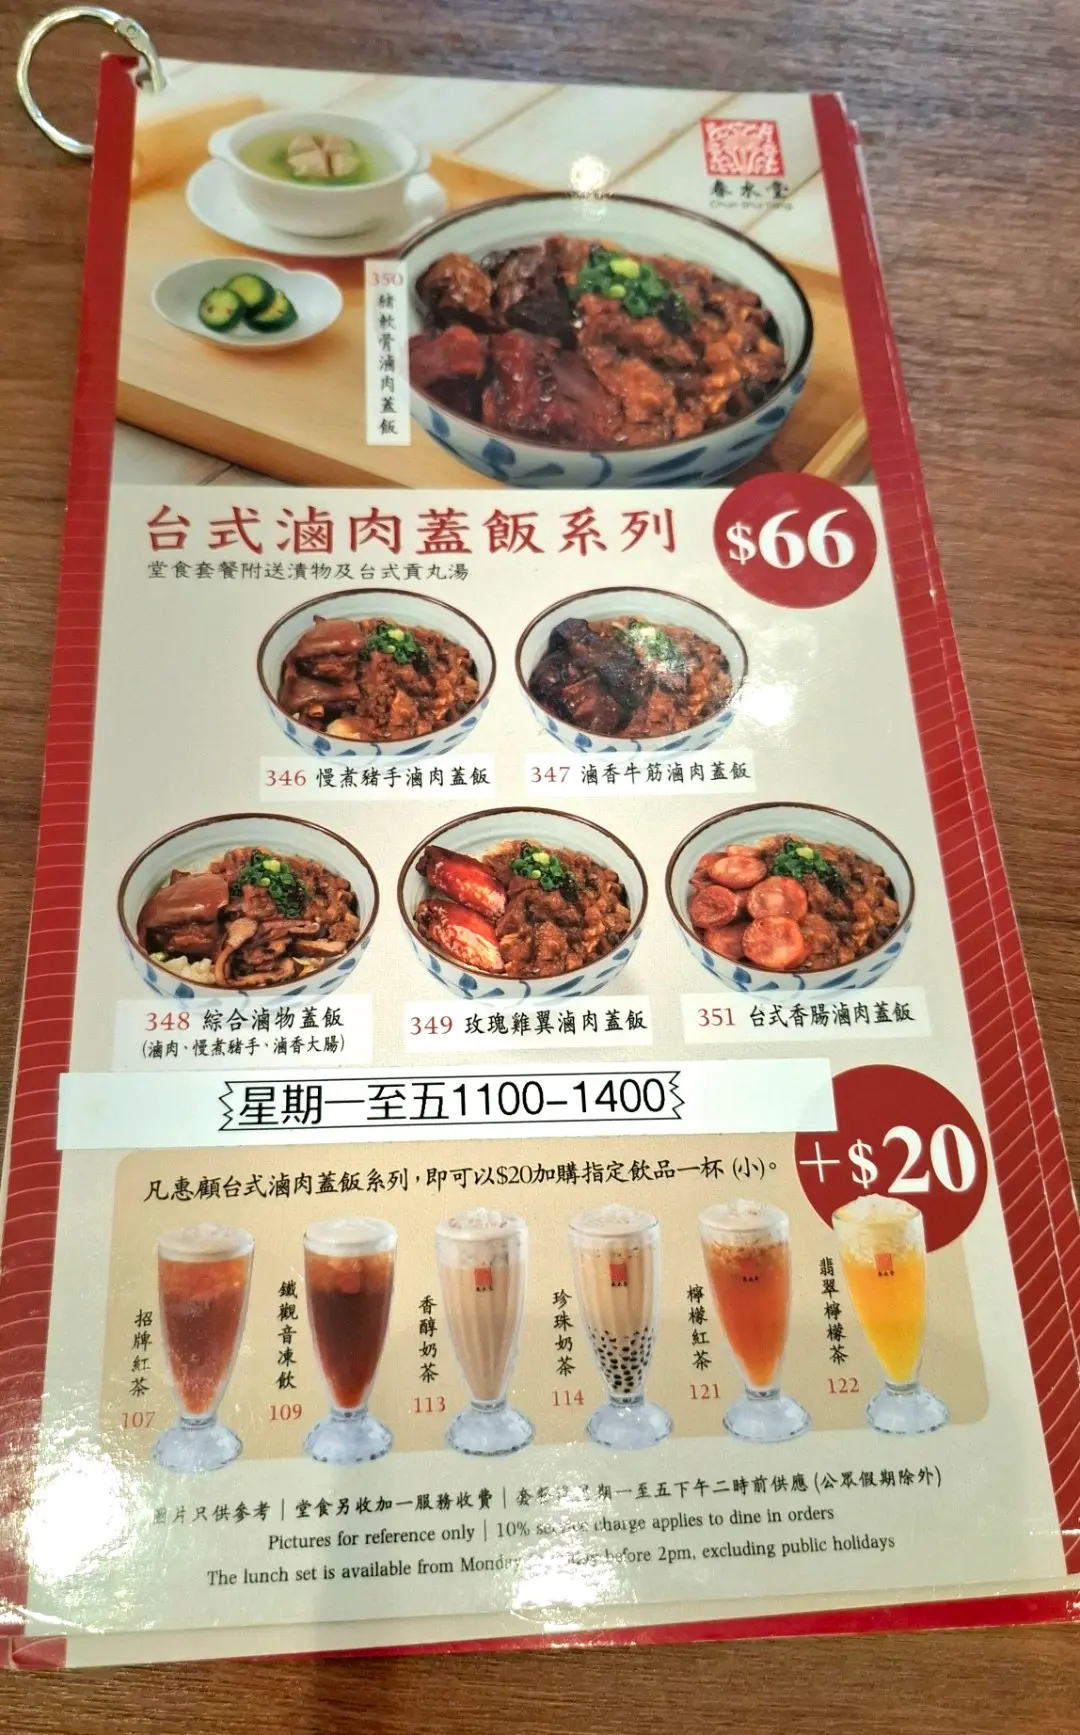 春水堂
Chun Shui Tang
350
豬軟骨滷肉蓋飯
台式滷肉蓋飯系列
$66
堂食套餐附送漬物及台式貢丸湯
346 慢煮豬手滷肉蓋飯
347 滷香牛筋滷肉蓋飯
348 綜合滷物蓋飯
(滷肉、慢煮豬手、滷香大腸)
349 玫瑰雞翼滷肉蓋飯
351 台式香腸滷肉蓋飯
星期一至五1100-1400
+$20
凡惠顧台式滷肉蓋飯系列，即可以$20加購指定飲品一杯 (小)。
招牌紅茶
107
鐵觀音凍飲
109
香醇奶茶
113
珍珠奶茶
114
檸檬紅茶
121
翡翠檸檬茶
122
圖片只供參考 | 堂食另收加一服務收費 | 套餐 期一至五下午二時前供應 (公眾假期除外)
Pictures for reference only | 10% service charge applies to dine in orders
The lunch set is available from Monday before 2pm, excluding public holidays